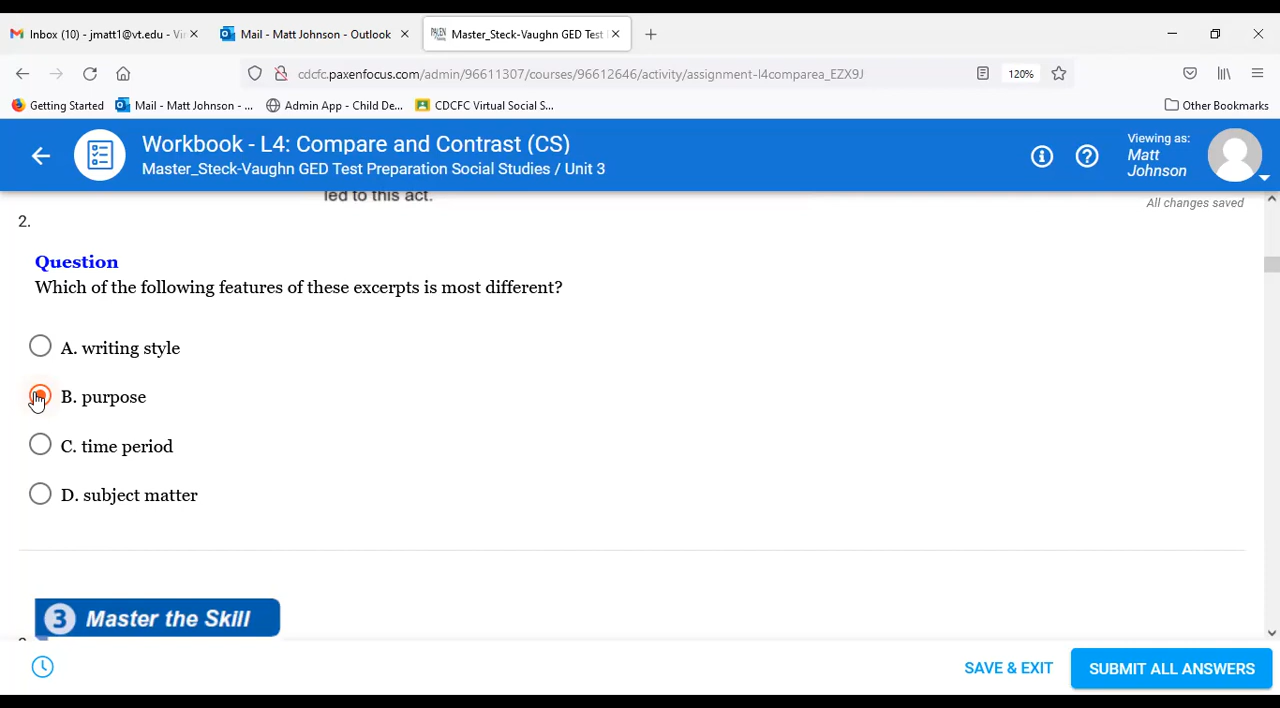 Inbox (10) - jmatt1@vt.edu - Vi
Mail - Matt Johnson - Outlook
Master_Steck-Vaughn GED Test
cdcfc.paxenfocus.com/admin/96611307/courses/96612646/activity/assignment-l4comparea_EZX9J
120%
Getting Started
Mail - Matt Johnson - ...
Admin App - Child De...
CDCFC Virtual Social S...
Other Bookmarks
Workbook - L4: Compare and Contrast (CS)
Master_Steck-Vaughn GED Test Preparation Social Studies / Unit 3
Viewing as:
Matt
Johnson
led to this act.
All changes saved
2.
Question
Which of the following features of these excerpts is most different?
A. writing style
B. purpose
C. time period
D. subject matter
3 Master the Skill
SAVE & EXIT
SUBMIT ALL ANSWERS